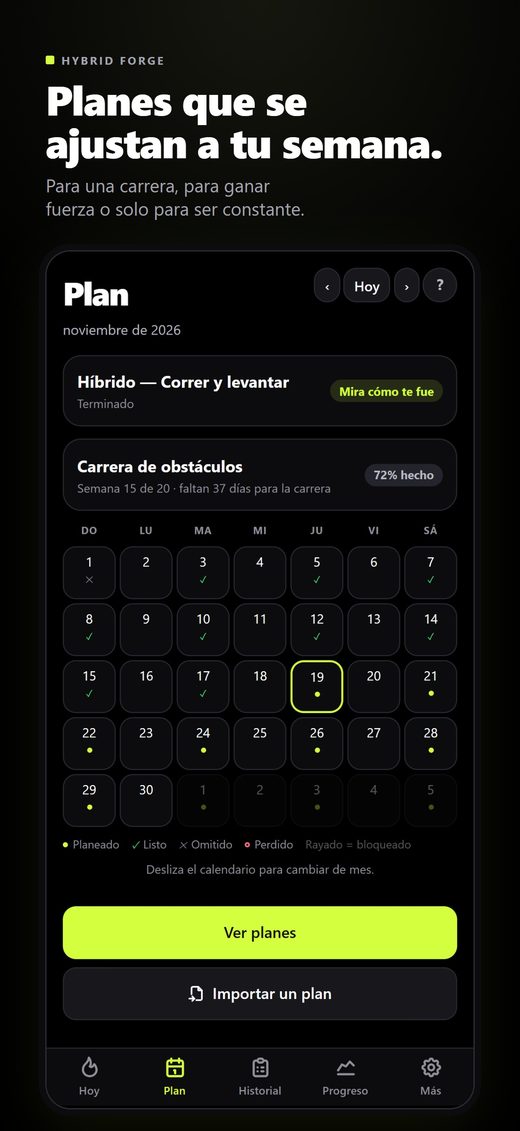 HYBRID FORGE
Planes que se
ajustan a tu semana.
Para una carrera, para ganar
fuerza o solo para ser constante.
Plan
‹ Hoy › ?
noviembre de 2026
Híbrido — Correr y levantar
Terminado
Mira cómo te fue
Carrera de obstáculos
Semana 15 de 20 · faltan 37 días para la carrera
72% hecho
DO LU MA MI JU VI SÁ
1 2 3 4 5 6 7
× ✓ ✓ ✓
8 9 10 11 12 13 14
✓ ✓ ✓ ✓
15 16 17 18 19 20 21
✓ ✓ • •
22 23 24 25 26 27 28
• • • •
29 30 1 2 3 4 5
• • • •
• Planeado ✓ Listo × Omitido Perdido Rayado = bloqueado
Desliza el calendario para cambiar de mes.
Ver planes
Importar un plan
Hoy Plan Historial Progreso Más